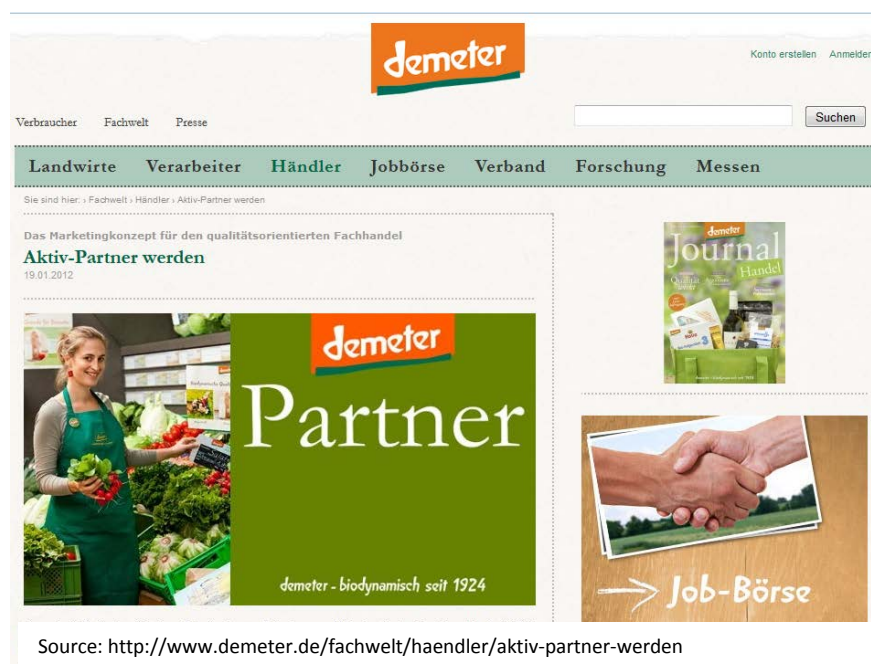 demeter
Konto erstellen Anmelden
Verbraucher Fachwelt Presse
Suchen
Landwirte Verarbeiter Händler Jobbörse Verband Forschung Messen
Sie sind hier: › Fachwelt › Händler › Aktiv-Partner werden
Das Marketingkonzept für den qualitätsorientierten Fachhandel
Aktiv-Partner werden
19.01.2012
demeter
Partner
demeter - biodynamisch seit 1924
demeter
Journal
Handel
Qualität
→ Job-Börse
Source: http://www.demeter.de/fachwelt/haendler/aktiv-partner-werden